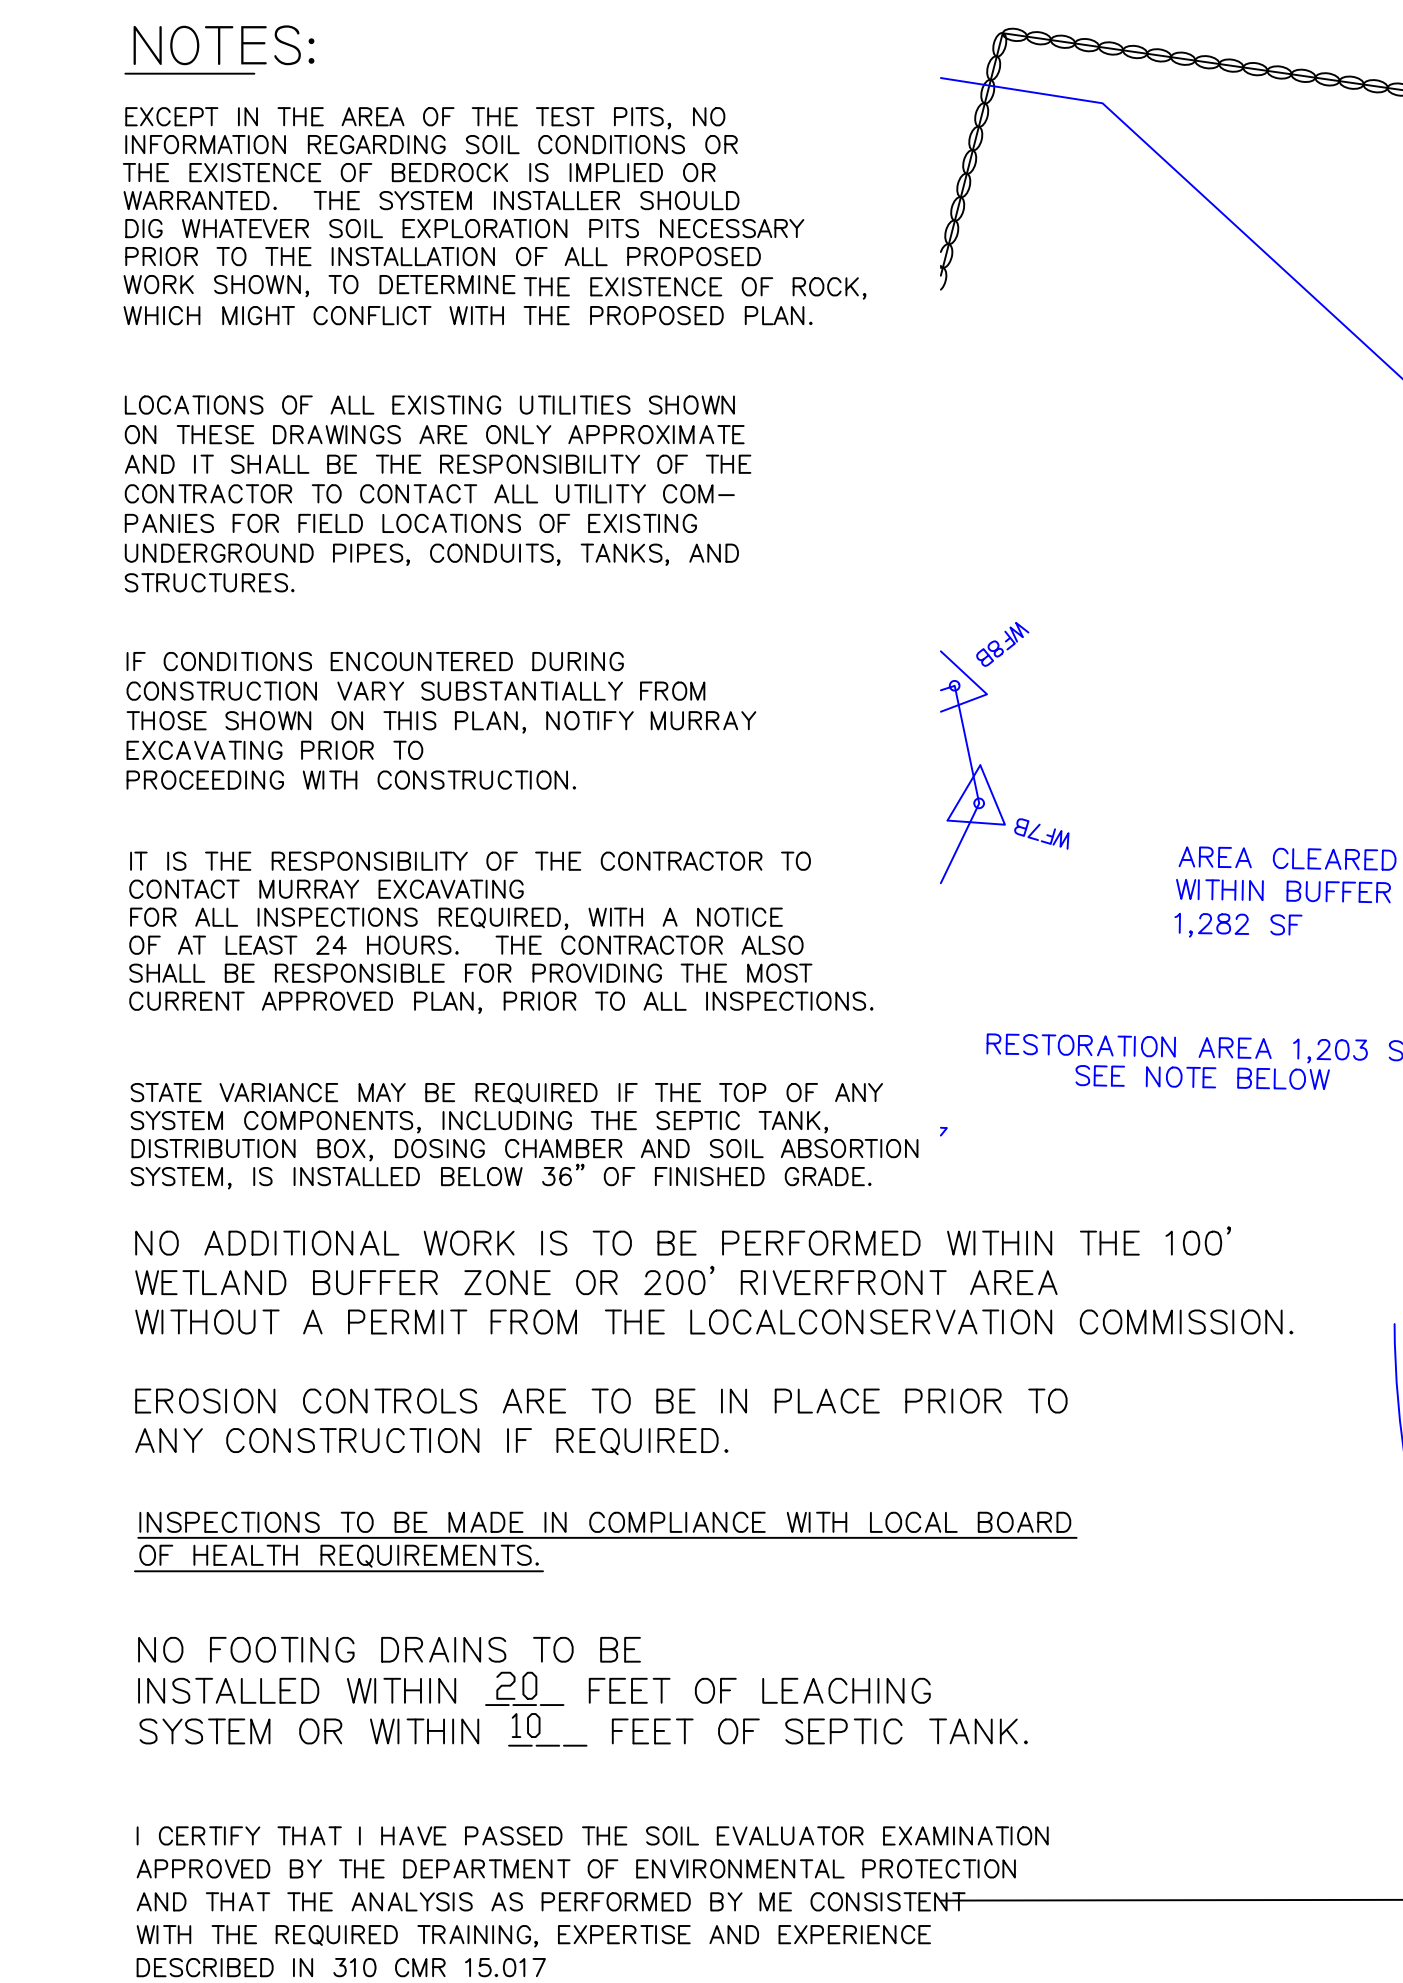 NOTES:
EXCEPT IN THE AREA OF THE TEST PITS, NO
INFORMATION REGARDING SOIL CONDITIONS OR
THE EXISTENCE OF BEDROCK IS IMPLIED OR
WARRANTED. THE SYSTEM INSTALLER SHOULD
DIG WHATEVER SOIL EXPLORATION PITS NECESSARY
PRIOR TO THE INSTALLATION OF ALL PROPOSED
WORK SHOWN, TO DETERMINE THE EXISTENCE OF ROCK,
WHICH MIGHT CONFLICT WITH THE PROPOSED PLAN.
LOCATIONS OF ALL EXISTING UTILITIES SHOWN
ON THESE DRAWINGS ARE ONLY APPROXIMATE
AND IT SHALL BE THE RESPONSIBILITY OF THE
CONTRACTOR TO CONTACT ALL UTILITY COM–
PANIES FOR FIELD LOCATIONS OF EXISTING
UNDERGROUND PIPES, CONDUITS, TANKS, AND
STRUCTURES.
IF CONDITIONS ENCOUNTERED DURING
CONSTRUCTION VARY SUBSTANTIALLY FROM
THOSE SHOWN ON THIS PLAN, NOTIFY MURRAY
EXCAVATING PRIOR TO
PROCEEDING WITH CONSTRUCTION.
IT IS THE RESPONSIBILITY OF THE CONTRACTOR TO
CONTACT MURRAY EXCAVATING
FOR ALL INSPECTIONS REQUIRED, WITH A NOTICE
OF AT LEAST 24 HOURS. THE CONTRACTOR ALSO
SHALL BE RESPONSIBLE FOR PROVIDING THE MOST
CURRENT APPROVED PLAN, PRIOR TO ALL INSPECTIONS.
STATE VARIANCE MAY BE REQUIRED IF THE TOP OF ANY
SYSTEM COMPONENTS, INCLUDING THE SEPTIC TANK,
DISTRIBUTION BOX, DOSING CHAMBER AND SOIL ABSORTION
SYSTEM, IS INSTALLED BELOW 36" OF FINISHED GRADE.
NO ADDITIONAL WORK IS TO BE PERFORMED WITHIN THE 100'
WETLAND BUFFER ZONE OR 200' RIVERFRONT AREA
WITHOUT A PERMIT FROM THE LOCALCONSERVATION COMMISSION.
EROSION CONTROLS ARE TO BE IN PLACE PRIOR TO
ANY CONSTRUCTION IF REQUIRED.
INSPECTIONS TO BE MADE IN COMPLIANCE WITH LOCAL BOARD
OF HEALTH REQUIREMENTS.
NO FOOTING DRAINS TO BE
INSTALLED WITHIN _20_ FEET OF LEACHING
SYSTEM OR WITHIN 10__ FEET OF SEPTIC TANK.
I CERTIFY THAT I HAVE PASSED THE SOIL EVALUATOR EXAMINATION
APPROVED BY THE DEPARTMENT OF ENVIRONMENTAL PROTECTION
AND THAT THE ANALYSIS AS PERFORMED BY ME CONSISTENT
WITH THE REQUIRED TRAINING, EXPERTISE AND EXPERIENCE
DESCRIBED IN 310 CMR 15.017
WF8B
WF7B
AREA CLEARED
WITHIN BUFFER
1,282 SF
RESTORATION AREA 1,203 S
SEE NOTE BELOW